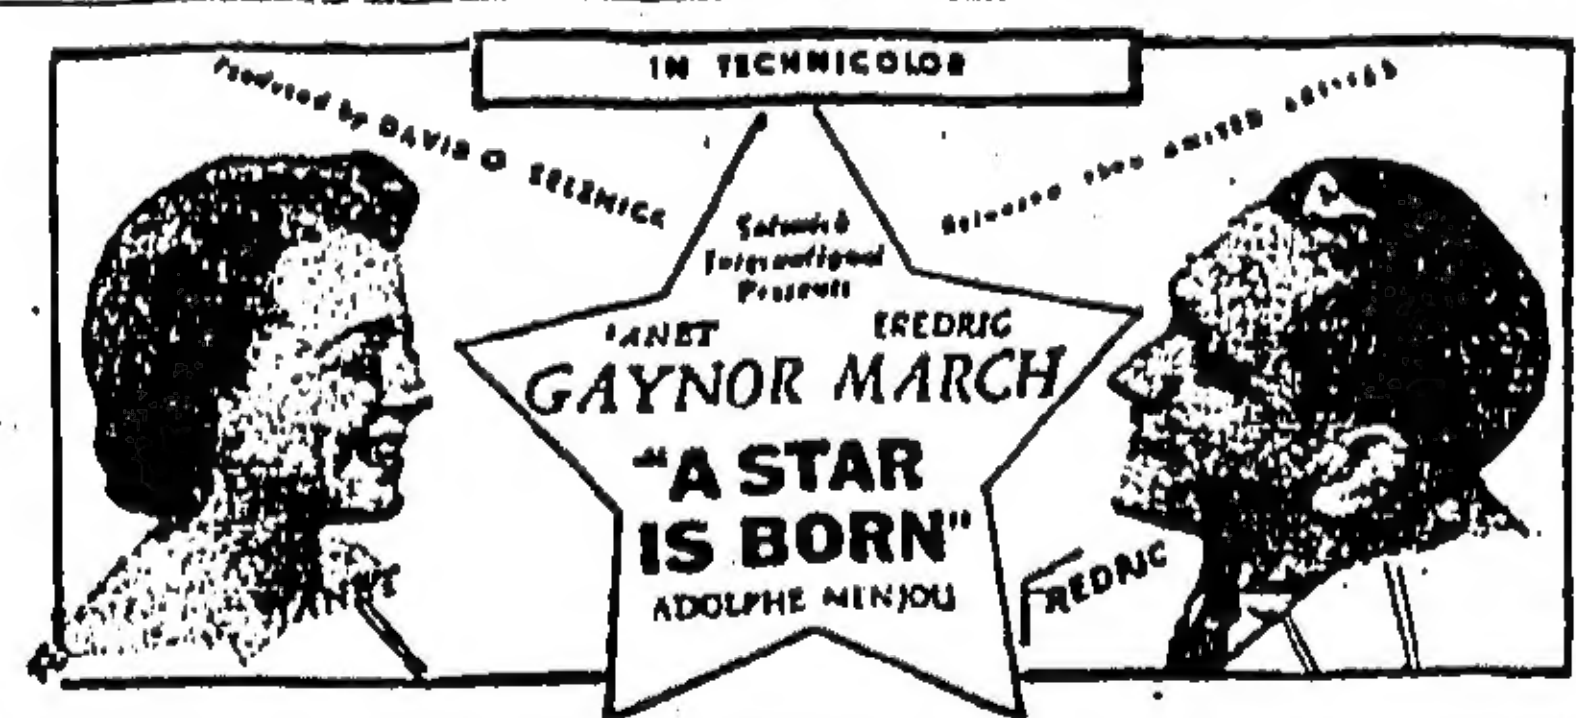 IN TECHNICOLOR
Produced by DAVID O SELZNICK
Released thru UNITED ARTISTS
Selznick
International
Presents
JANET FREDRIC
GAYNOR MARCH
"A STAR
IS BORN"
ADOLPHE MENJOU
FREDRIC